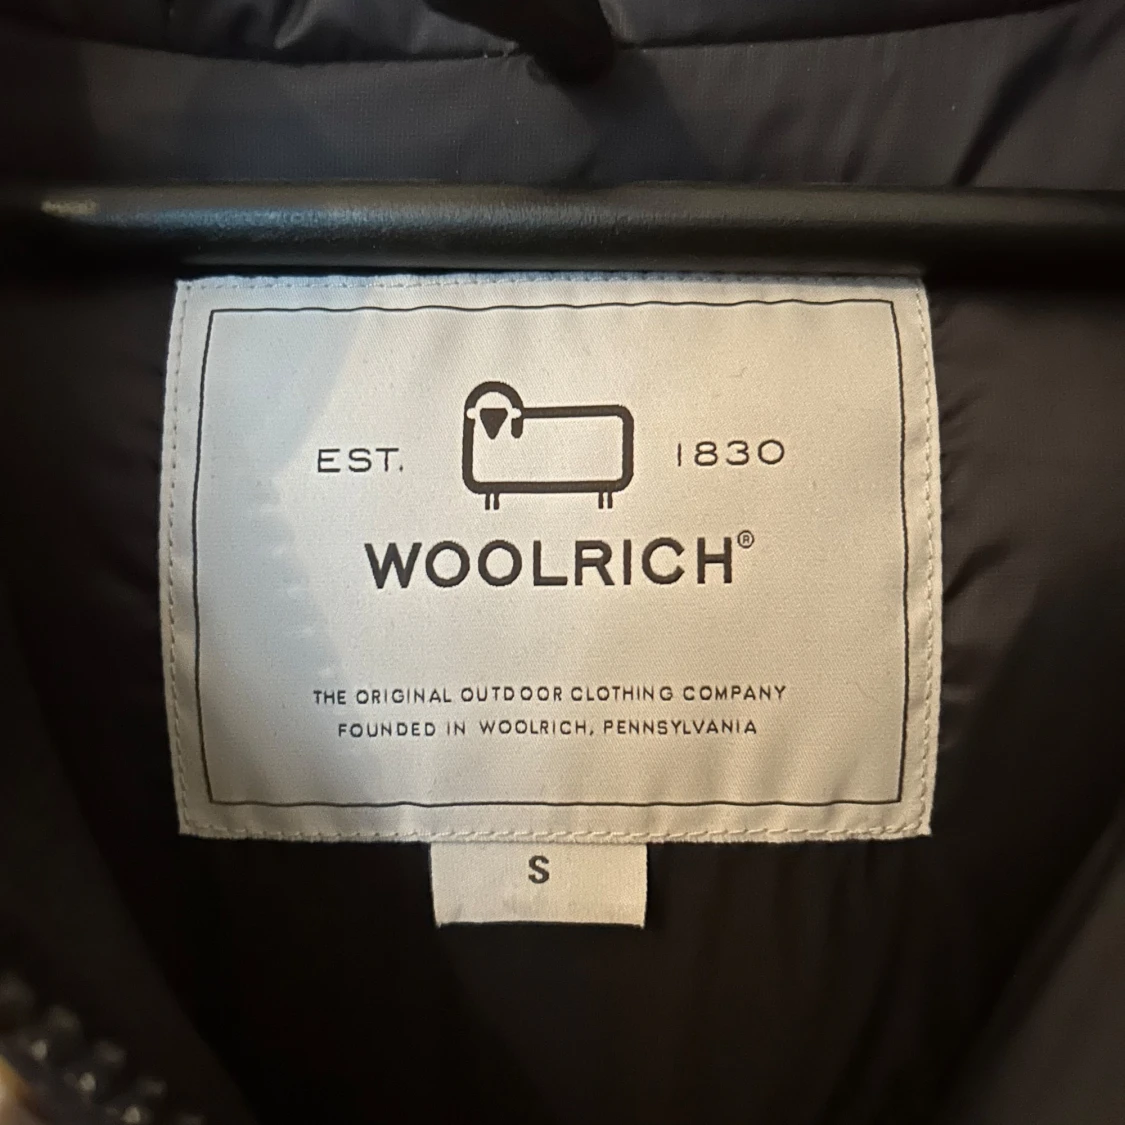 EST. 1830
WOOLRICH®
THE ORIGINAL OUTDOOR CLOTHING COMPANY
FOUNDED IN WOOLRICH, PENNSYLVANIA
S